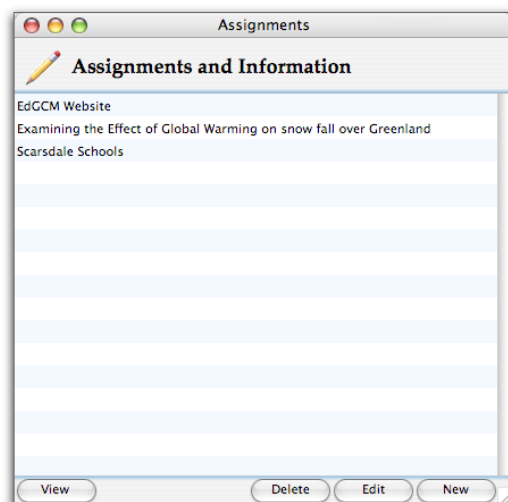 Assignments
Assignments and Information
EdGCM Website
Examining the Effect of Global Warming on snow fall over Greenland
Scarsdale Schools
View Delete Edit New